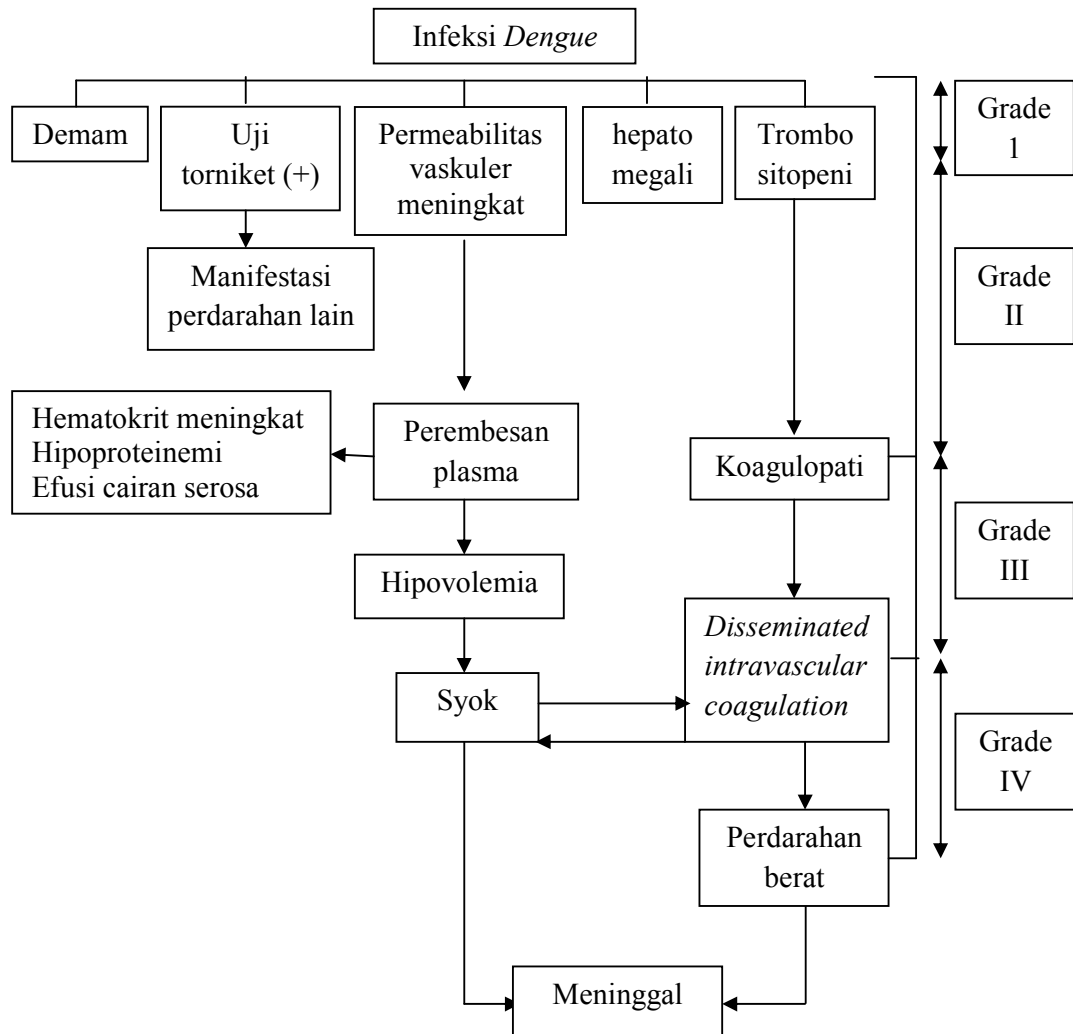 Infeksi Dengue
Demam
Uji
torniket (+)
Permeabilitas
vaskuler
meningkat
hepato
megali
Trombo
sitopeni
Grade
1
Manifestasi
perdarahan lain
Grade
II
Hematokrit meningkat
Hipoproteinemi
Efusi cairan serosa
Perembesan
plasma
Koagulopati
Grade
III
Hipovolemia
Disseminated
intravascular
coagulation
Syok
Grade
IV
Perdarahan
berat
Meninggal